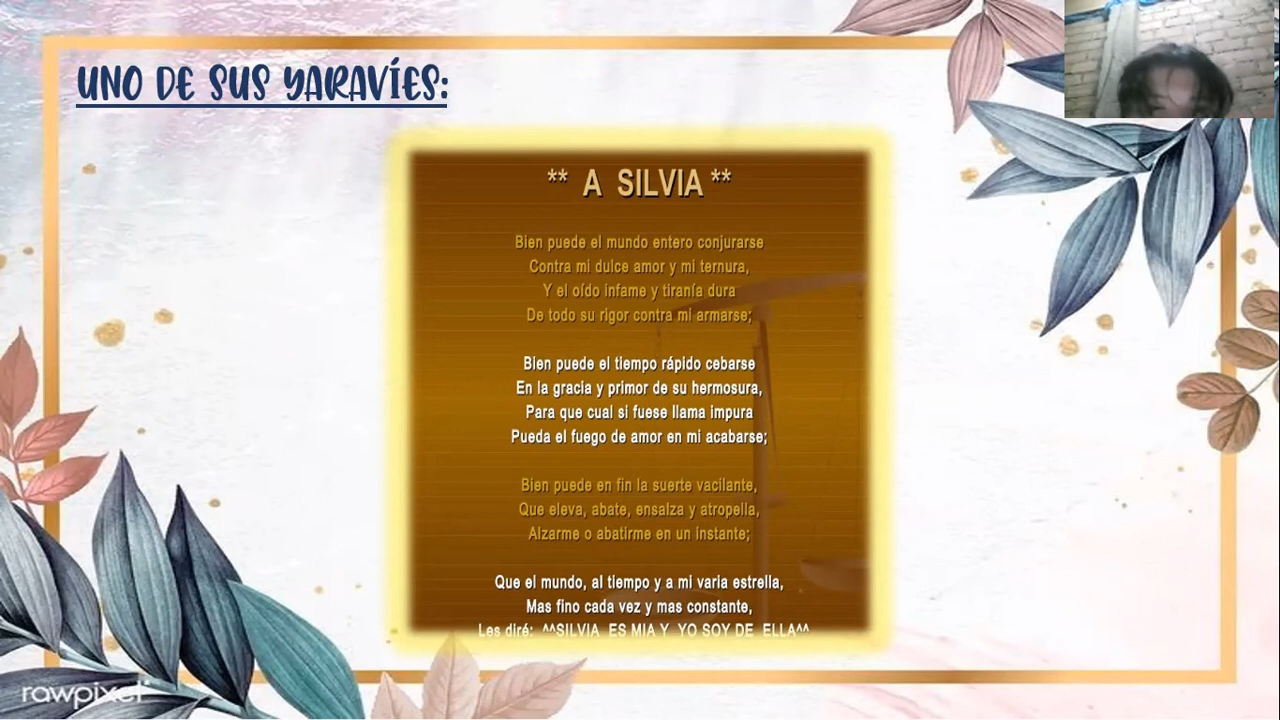 UNO DE SUS YARAVÍES:
** A SILVIA **
Bien puede el mundo entero conjurarse
Contra mi dulce amor y mi ternura,
Y el oído infame y tiranía dura
De todo su rigor contra mi armarse;
Bien puede el tiempo rápido cebarse
En la gracia y primor de su hermosura,
Para que cual si fuese llama impura
Pueda el fuego de amor en mi acabarse;
Bien puede en fin la suerte vacilante,
Que eleva, abate, ensalza y atropella,
Alzarme o abatirme en un instante;
Que el mundo, al tiempo y a mi varia estrella,
Mas fino cada vez y mas constante,
Les diré: ^^SILVIA ES MIA Y YO SOY DE ELLA^^
rawpixel